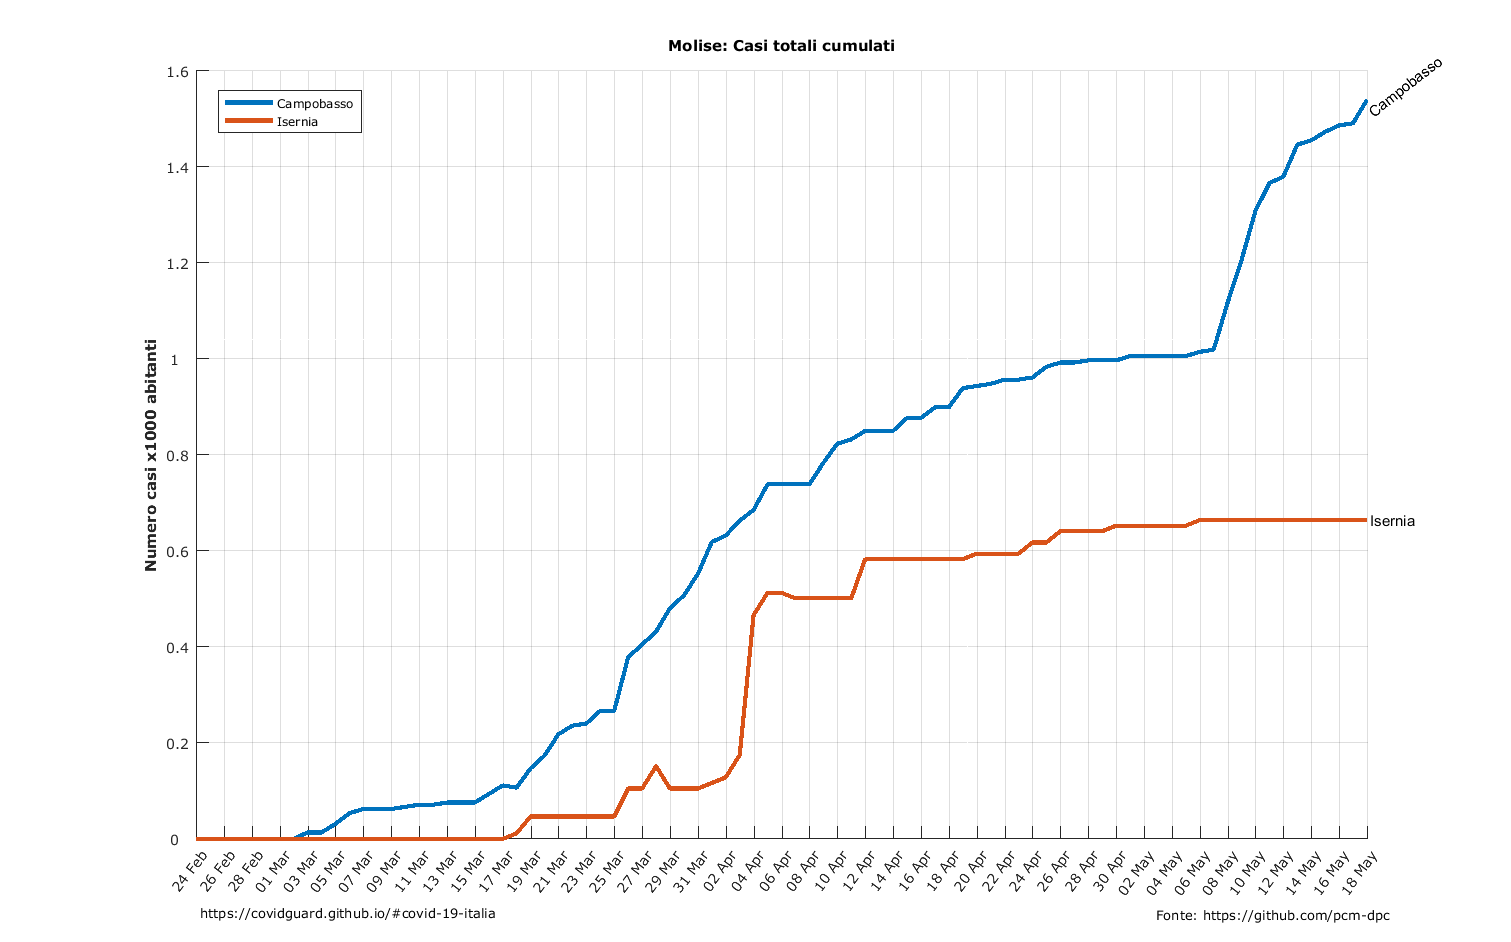 Molise: Casi totali cumulati
Campobasso
Isernia
Numero casi x1000 abitanti
1.6
1.4
1.2
1
0.8
0.6
0.4
0.2
0
Campobasso
Isernia
24 Feb
26 Feb
28 Feb
01 Mar
03 Mar
05 Mar
07 Mar
09 Mar
11 Mar
13 Mar
15 Mar
17 Mar
19 Mar
21 Mar
23 Mar
25 Mar
27 Mar
29 Mar
31 Mar
02 Apr
04 Apr
06 Apr
08 Apr
10 Apr
12 Apr
14 Apr
16 Apr
18 Apr
20 Apr
22 Apr
24 Apr
26 Apr
28 Apr
30 Apr
02 May
04 May
06 May
08 May
10 May
12 May
14 May
16 May
18 May
https://covidguard.github.io/#covid-19-italia
Fonte: https://github.com/pcm-dpc